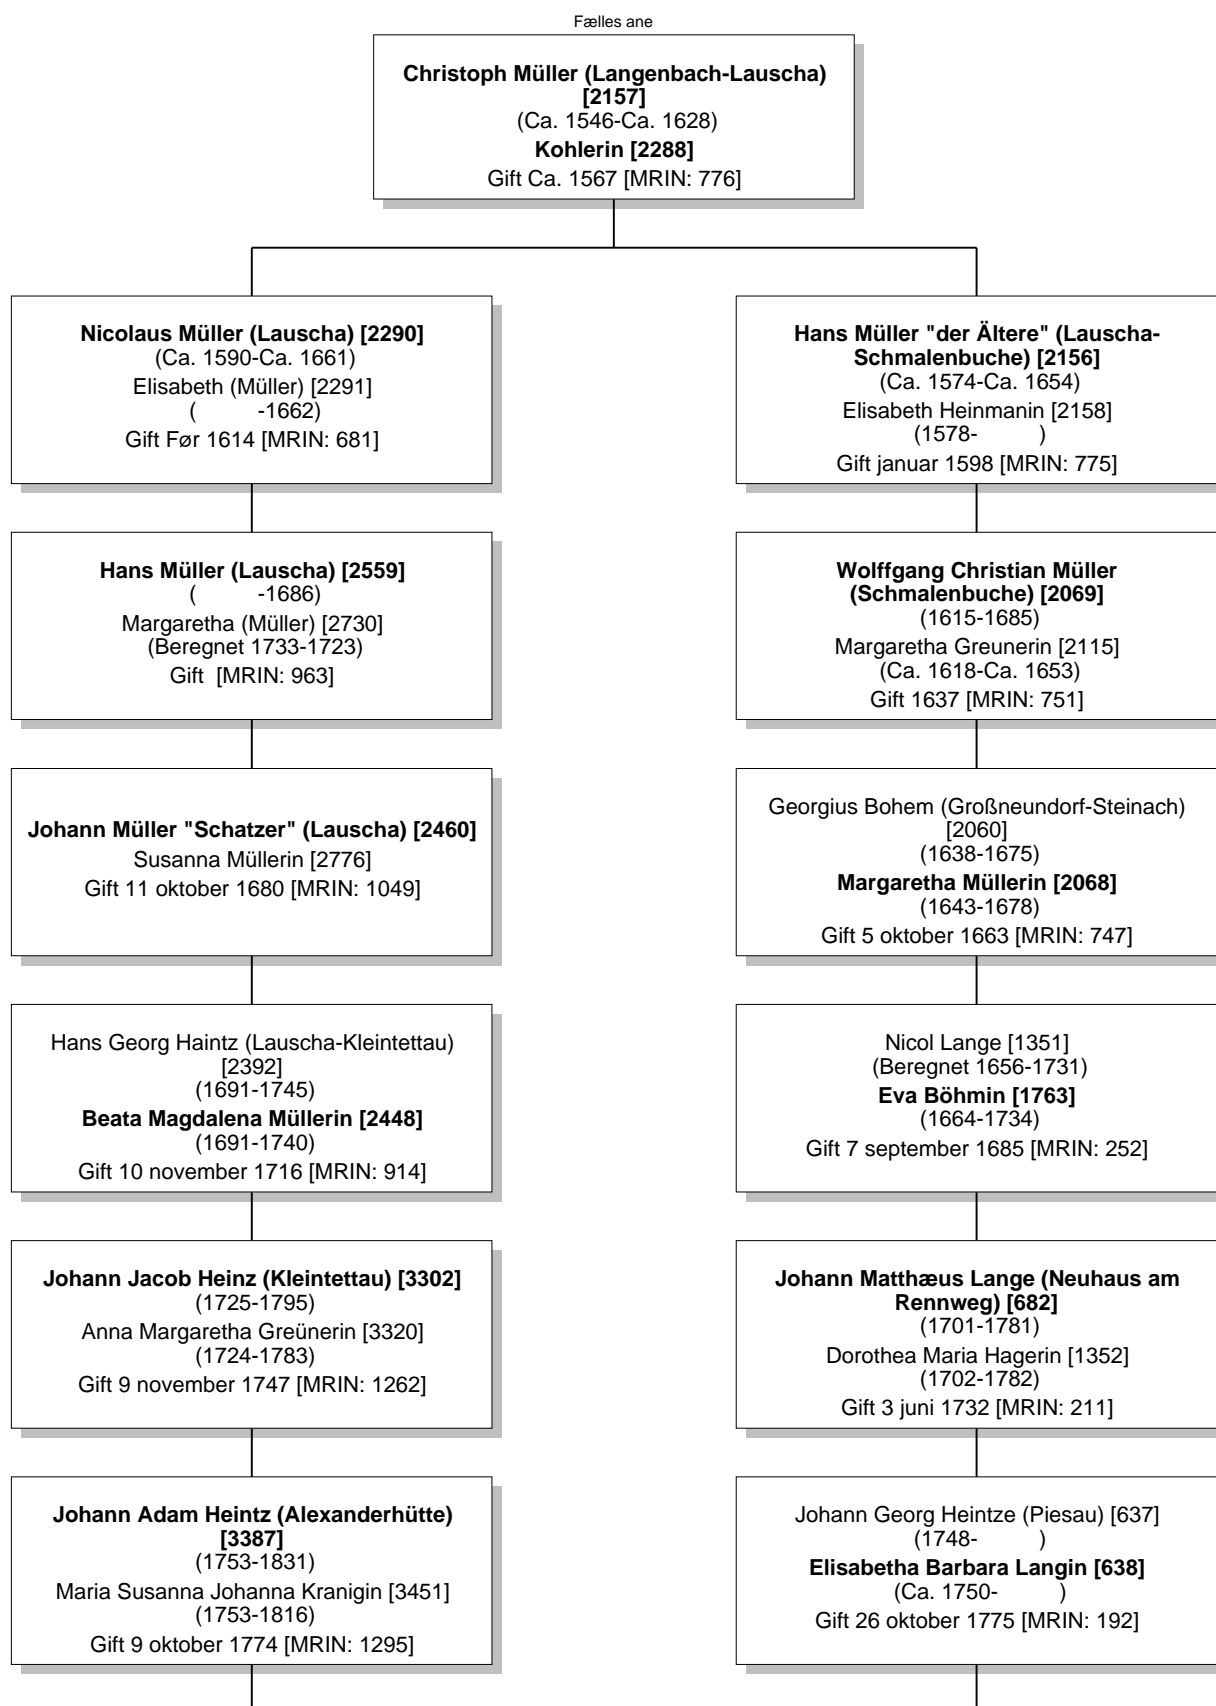 Fælles ane
Christoph Müller (Langenbach-Lauscha)
[2157]
(Ca. 1546-Ca. 1628)
Kohlerin [2288]
Gift Ca. 1567 [MRIN: 776]
Nicolaus Müller (Lauscha) [2290]
(Ca. 1590-Ca. 1661)
Elisabeth (Müller) [2291]
( -1662)
Gift Før 1614 [MRIN: 681]
Hans Müller "der Ältere" (Lauscha-
Schmalenbuche) [2156]
(Ca. 1574-Ca. 1654)
Elisabeth Heinmanin [2158]
(1578- )
Gift januar 1598 [MRIN: 775]
Hans Müller (Lauscha) [2559]
( -1686)
Margaretha (Müller) [2730]
(Beregnet 1733-1723)
Gift [MRIN: 963]
Wolffgang Christian Müller
(Schmalenbuche) [2069]
(1615-1685)
Margaretha Greunerin [2115]
(Ca. 1618-Ca. 1653)
Gift 1637 [MRIN: 751]
Johann Müller "Schatzer" (Lauscha) [2460]
Susanna Müllerin [2776]
Gift 11 oktober 1680 [MRIN: 1049]
Georgius Bohem (Großneundorf-Steinach)
[2060]
(1638-1675)
Margaretha Müllerin [2068]
(1643-1678)
Gift 5 oktober 1663 [MRIN: 747]
Hans Georg Haintz (Lauscha-Kleintettau)
[2392]
(1691-1745)
Beata Magdalena Müllerin [2448]
(1691-1740)
Gift 10 november 1716 [MRIN: 914]
Nicol Lange [1351]
(Beregnet 1656-1731)
Eva Böhmin [1763]
(1664-1734)
Gift 7 september 1685 [MRIN: 252]
Johann Jacob Heinz (Kleintettau) [3302]
(1725-1795)
Anna Margaretha Greünerin [3320]
(1724-1783)
Gift 9 november 1747 [MRIN: 1262]
Johann Matthæus Lange (Neuhaus am
Rennweg) [682]
(1701-1781)
Dorothea Maria Hagerin [1352]
(1702-1782)
Gift 3 juni 1732 [MRIN: 211]
Johann Adam Heintz (Alexanderhütte)
[3387]
(1753-1831)
Maria Susanna Johanna Kranigin [3451]
(1753-1816)
Gift 9 oktober 1774 [MRIN: 1295]
Johann Georg Heintze (Piesau) [637]
(1748- )
Elisabetha Barbara Langin [638]
(Ca. 1750- )
Gift 26 oktober 1775 [MRIN: 192]